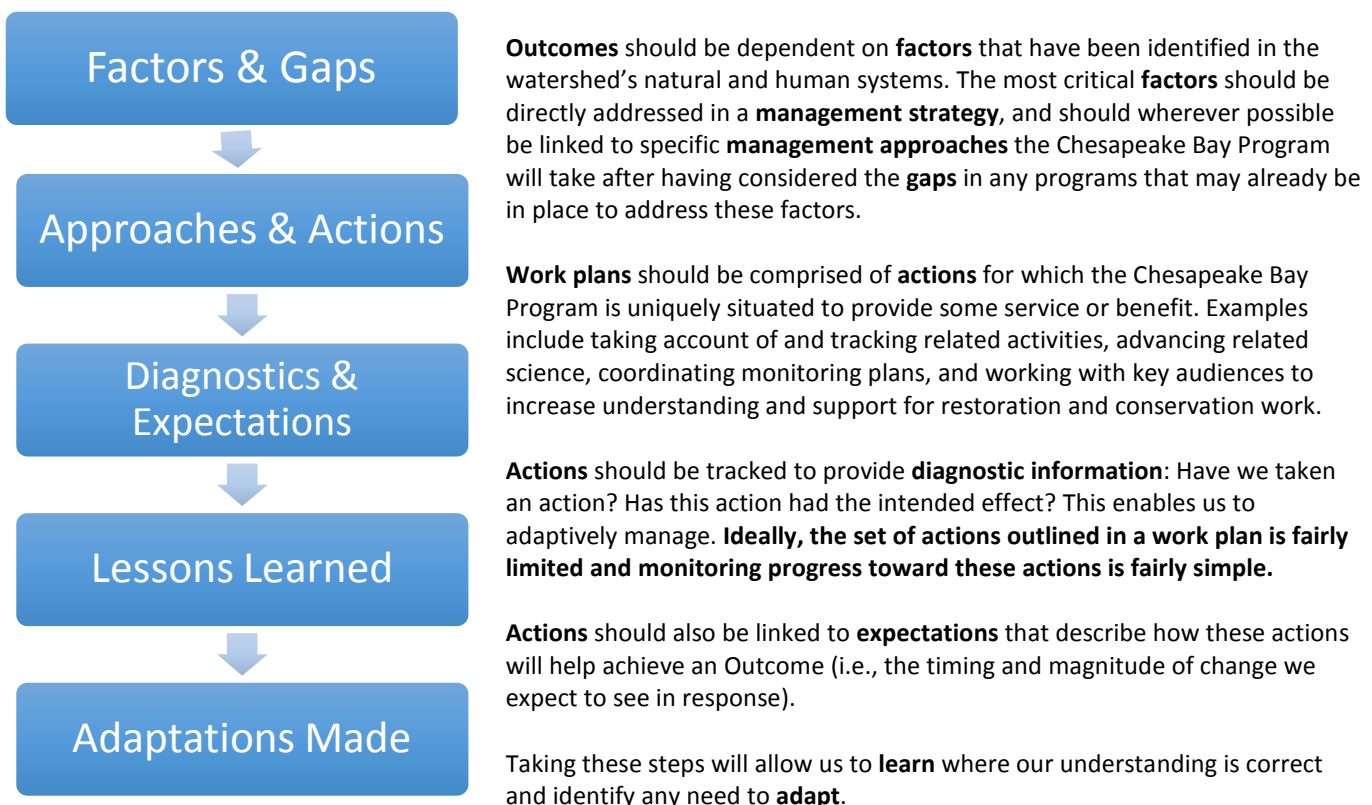 Factors & Gaps
Approaches & Actions
Diagnostics &
Expectations
Lessons Learned
Adaptations Made
Outcomes should be dependent on factors that have been identified in the
watershed’s natural and human systems. The most critical factors should be
directly addressed in a management strategy, and should wherever possible
be linked to specific management approaches the Chesapeake Bay Program
will take after having considered the gaps in any programs that may already be
in place to address these factors.
Work plans should be comprised of actions for which the Chesapeake Bay
Program is uniquely situated to provide some service or benefit. Examples
include taking account of and tracking related activities, advancing related
science, coordinating monitoring plans, and working with key audiences to
increase understanding and support for restoration and conservation work.
Actions should be tracked to provide diagnostic information: Have we taken
an action? Has this action had the intended effect? This enables us to
adaptively manage. Ideally, the set of actions outlined in a work plan is fairly
limited and monitoring progress toward these actions is fairly simple.
Actions should also be linked to expectations that describe how these actions
will help achieve an Outcome (i.e., the timing and magnitude of change we
expect to see in response).
Taking these steps will allow us to learn where our understanding is correct
and identify any need to adapt.